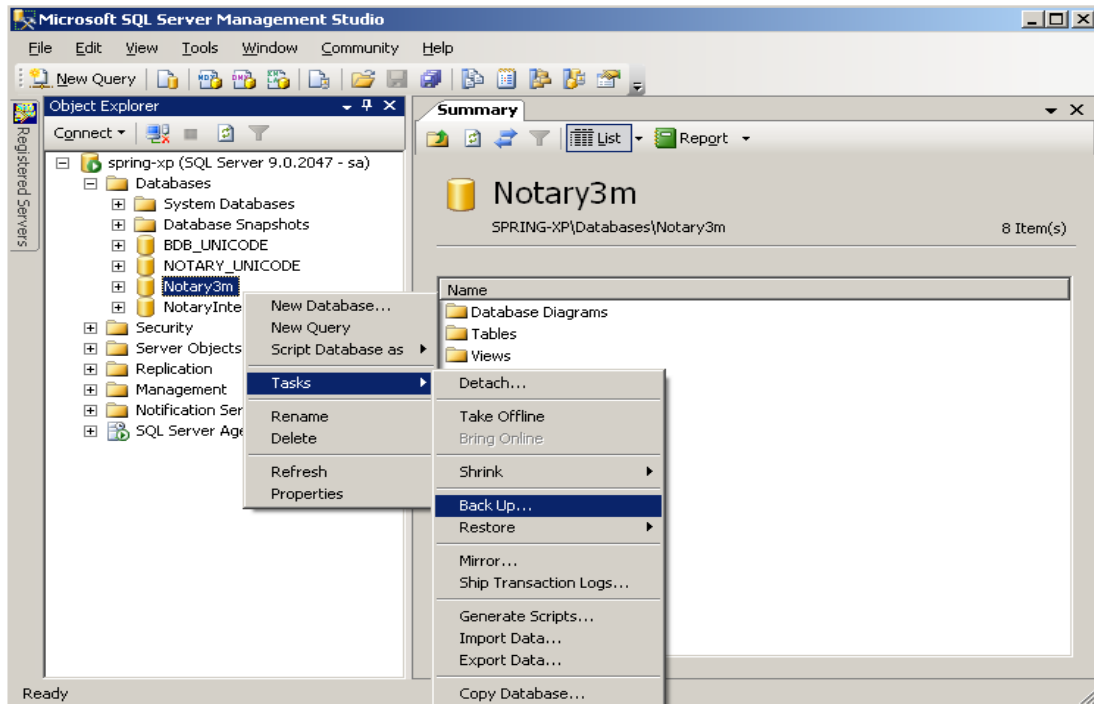 Microsoft SQL Server Management Studio
File Edit View Tools Window Community Help
New Query
Object Explorer
Summary
Registered Servers
Connect
List
Report
spring-xp (SQL Server 9.0.2047 - sa)
Databases
System Databases
Database Snapshots
BDB_UNICODE
NOTARY_UNICODE
Notary3m
NotaryInte
Security
Server Objects
Replication
Management
Notification Ser
SQL Server Age
Notary3m
SPRING-XP\Databases\Notary3m
8 Item(s)
Name
Database Diagrams
Tables
Views
New Database...
New Query
Script Database as
Tasks
Rename
Delete
Refresh
Properties
Detach...
Take Offline
Bring Online
Shrink
Back Up...
Restore
Mirror...
Ship Transaction Logs...
Generate Scripts...
Import Data...
Export Data...
Copy Database...
Ready